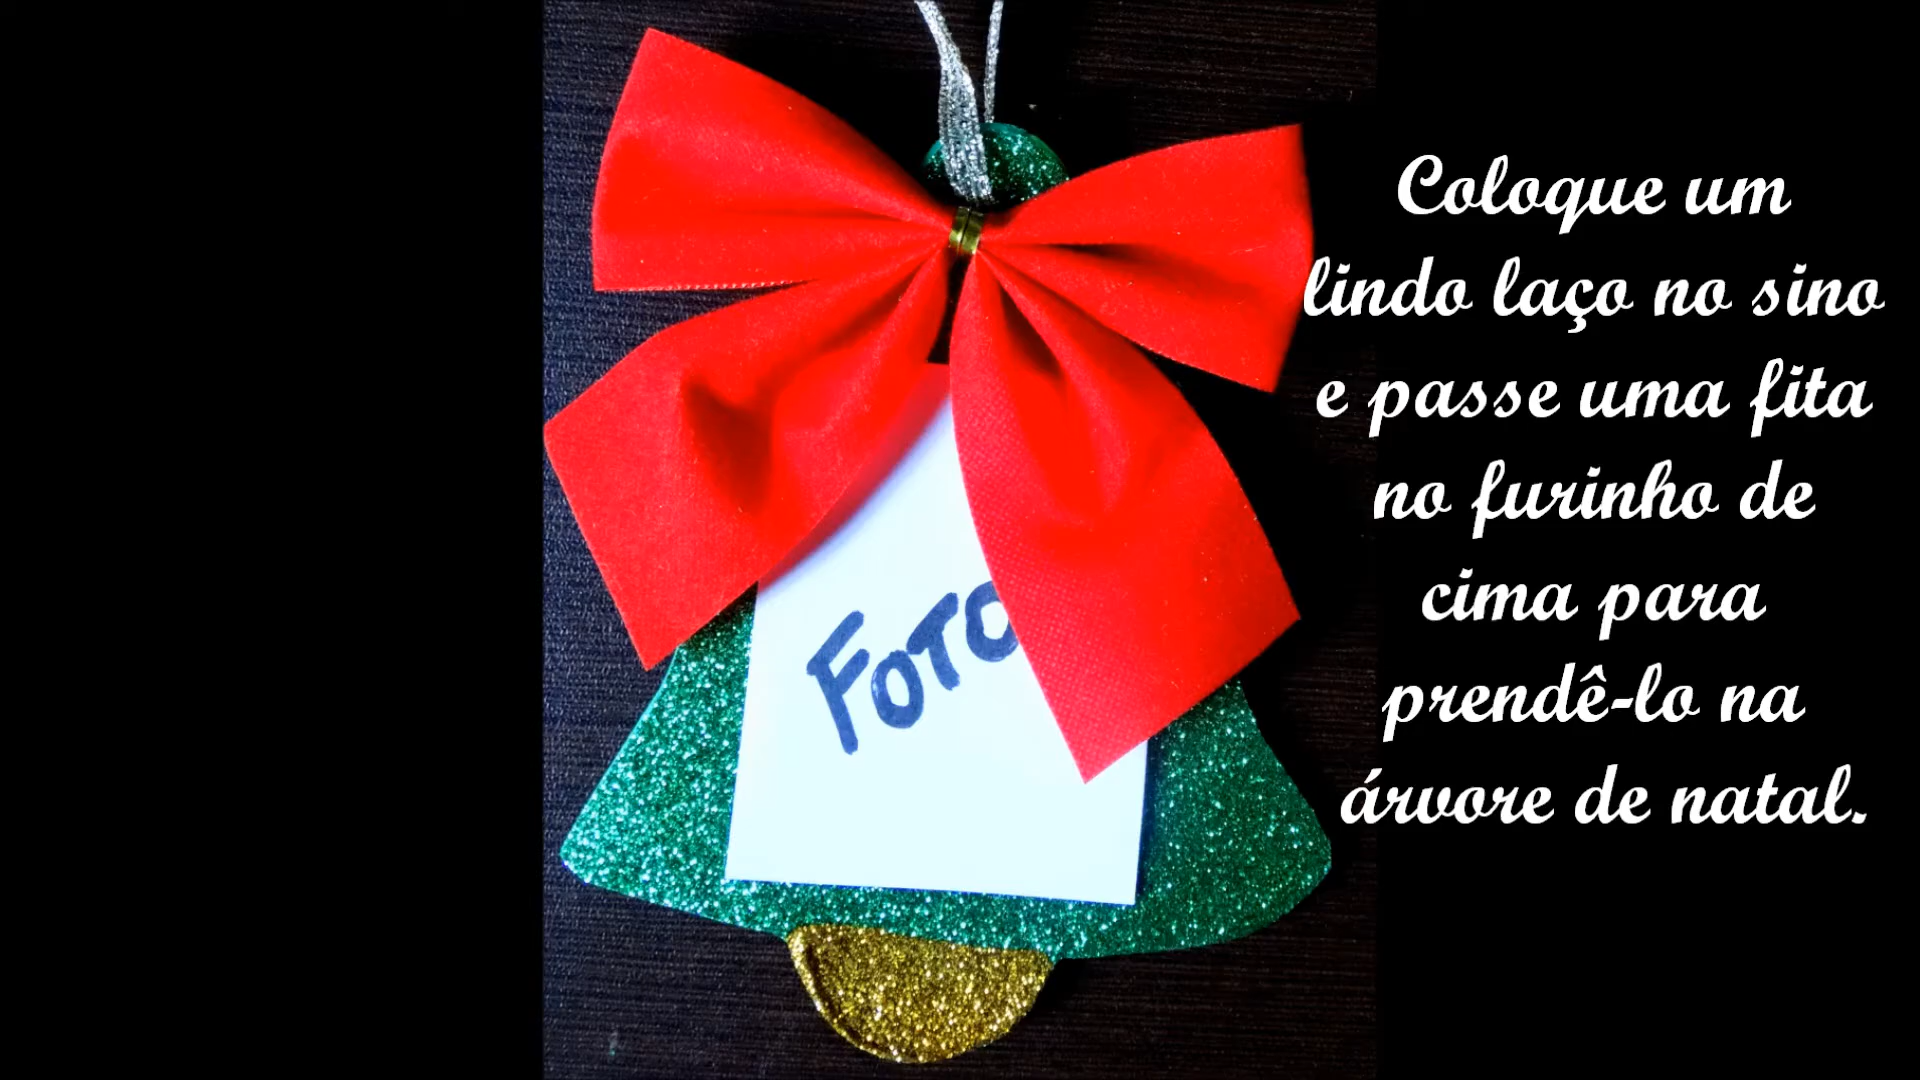 Coloque um
lindo laço no sino
e passe uma fita
no furinho de
cima para
prendê-lo na
árvore de natal.
FOTO